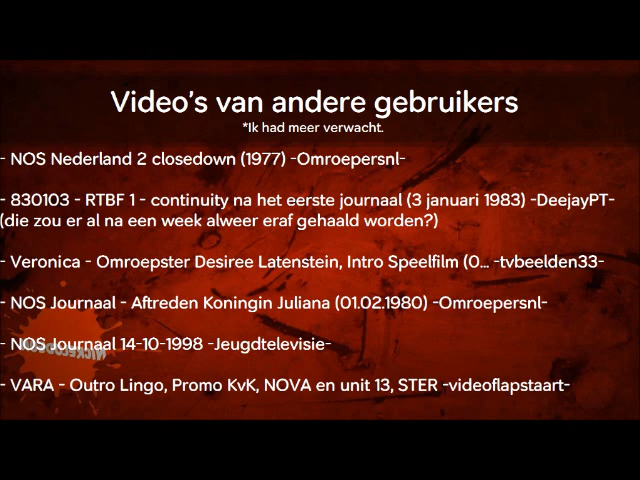 Video's van andere gebruikers
*Ik had meer verwacht.
- NOS Nederland 2 closedown (1977) -Omroepersnl-
- 830103 - RTBF 1 - continuity na het eerste journaal (3 januari 1983) -DeejayPT-
(die zou er al na een week alweer eraf gehaald worden?)
- Veronica - Omroepster Desiree Latenstein, Intro Speelfilm (0... -tvbeelden33-
- NOS Journaal - Aftreden Koningin Juliana (01.02.1980) -Omroepersnl-
- NOS Journaal 14-10-1998 -Jeugdtelevisie-
- VARA - Outro Lingo, Promo KvK, NOVA en unit 13, STER -videoflapstaart-